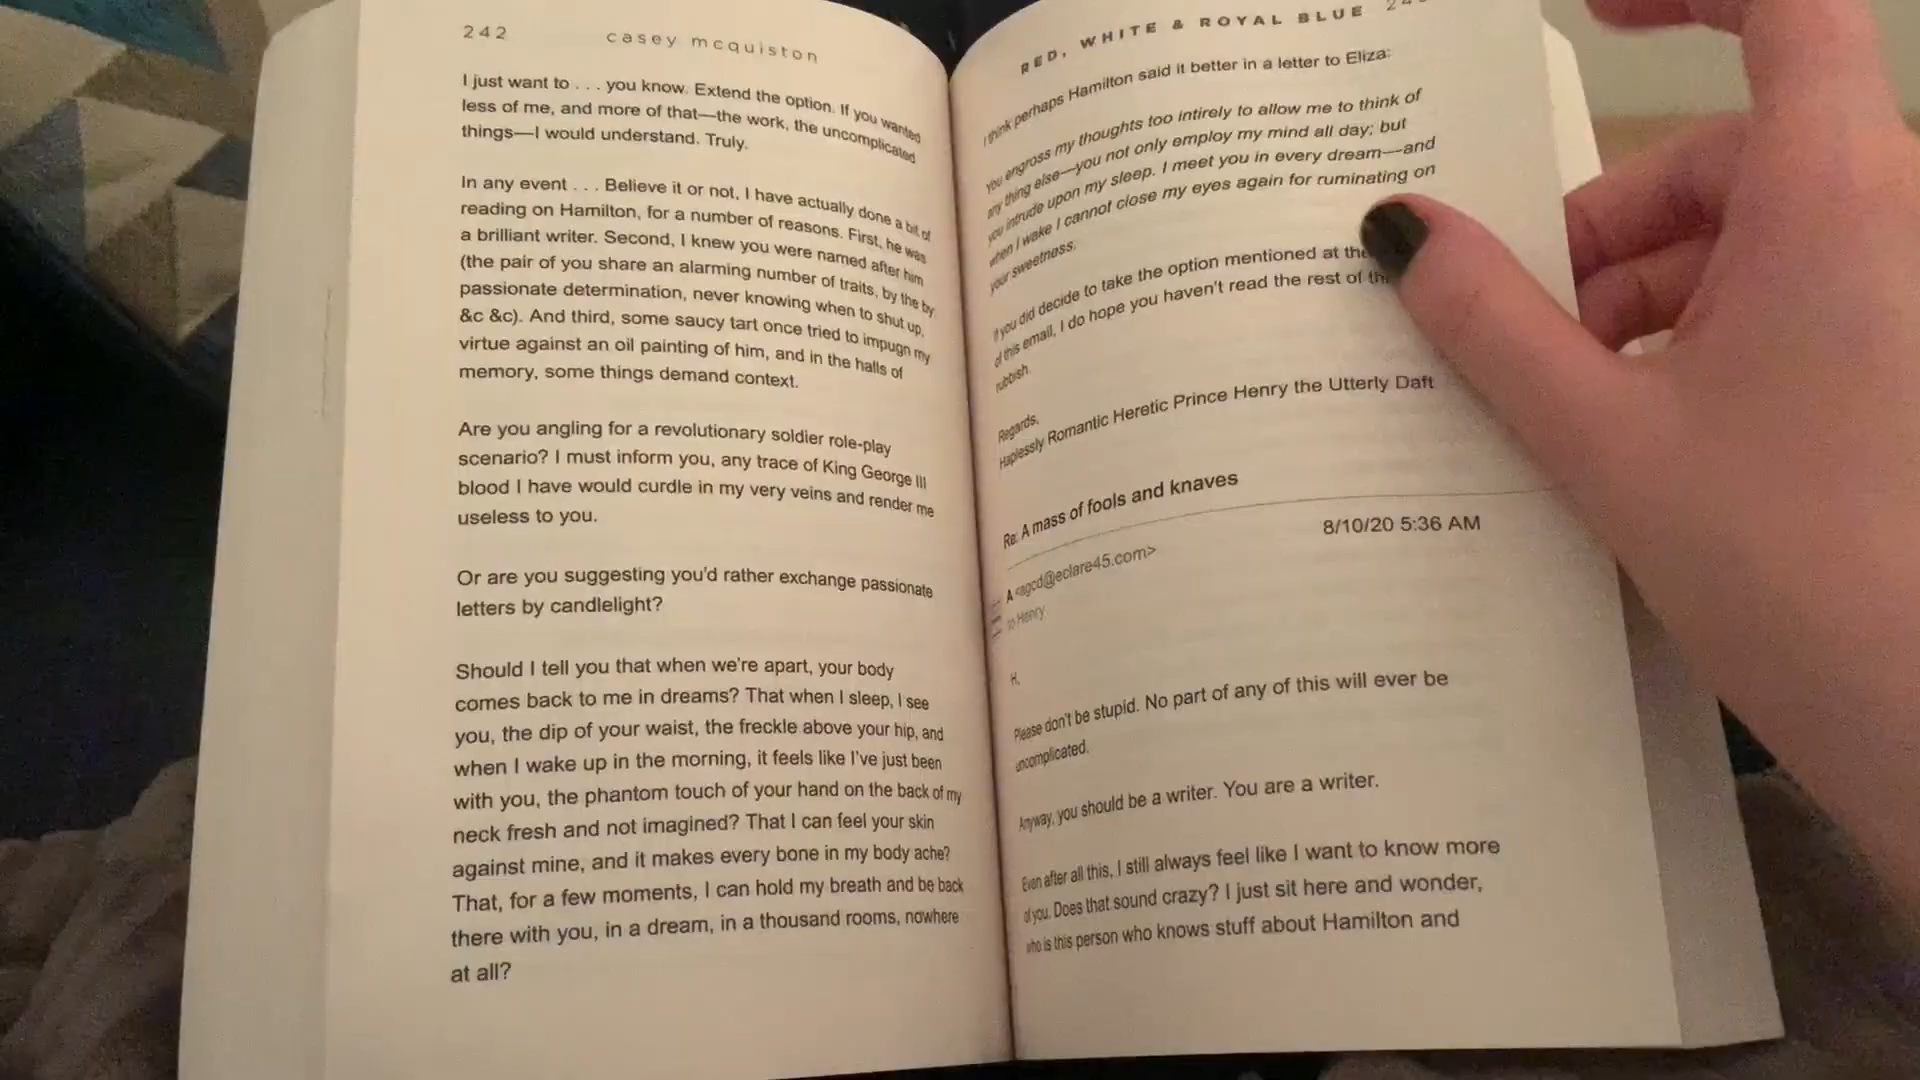 242
casey mcquiston
I just want to . . . you know. Extend the option. If you wanted
less of me, and more of that—the work, the uncomplicated
things—I would understand. Truly.
In any event . . . Believe it or not, I have actually done a bit of
reading on Hamilton, for a number of reasons. First, he was
a brilliant writer. Second, I knew you were named after him
(the pair of you share an alarming number of traits, by the by:
passionate determination, never knowing when to shut up,
&c &c). And third, some saucy tart once tried to impugn my
virtue against an oil painting of him, and in the halls of
memory, some things demand context.
Are you angling for a revolutionary soldier role-play
scenario? I must inform you, any trace of King George III
blood I have would curdle in my very veins and render me
useless to you.
Or are you suggesting you'd rather exchange passionate
letters by candlelight?
Should I tell you that when we're apart, your body
comes back to me in dreams? That when I sleep, I see
you, the dip of your waist, the freckle above your hip, and
when I wake up in the morning, it feels like I've just been
with you, the phantom touch of your hand on the back of my
neck fresh and not imagined? That I can feel your skin
against mine, and it makes every bone in my body ache?
That, for a few moments, I can hold my breath and be back
there with you, in a dream, in a thousand rooms, nowhere
at all?
RED, WHITE & ROYAL BLUE
I think perhaps Hamilton said it better in a letter to Eliza:
You engross my thoughts too intirely to allow me to think of
any thing else—you not only employ my mind all day; but
you intrude upon my sleep. I meet you in every dream—and
when I wake I cannot close my eyes again for ruminating on
your sweetness.
If you did decide to take the option mentioned at the
of this email, I do hope you haven't read the rest of th
rubbish.
Regards,
Haplessly Romantic Heretic Prince Henry the Utterly Daft
Re: A mass of fools and knaves
8/10/20 5:36 AM
A <agcd@eclare45.com>
to Henry
H,
Please don't be stupid. No part of any of this will ever be
uncomplicated.
Anyway, you should be a writer. You are a writer.
Even after all this, I still always feel like I want to know more
of you. Does that sound crazy? I just sit here and wonder,
who is this person who knows stuff about Hamilton and